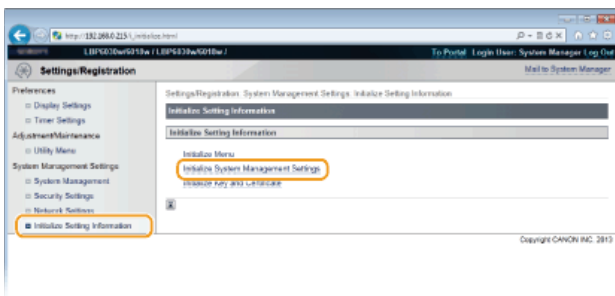 http://192.168.0.215/i_initialize.html
LBP6030w/6018w / LBP6030w/6018w /
To Portal Login User: System Manager Log Out
Settings/Registration
Mail to System Manager
Preferences
Display Settings
Timer Settings
Adjustment/Maintenance
Utility Menu
System Management Settings
System Management
Security Settings
Network Settings
Initialize Setting Information
Settings/Registration: System Management Settings: Initialize Setting Information
Initialize Setting Information
Initialize Setting Information
Initialize Menu
Initialize System Management Settings
Initialize Key and Certificate
Copyright CANON INC. 2013